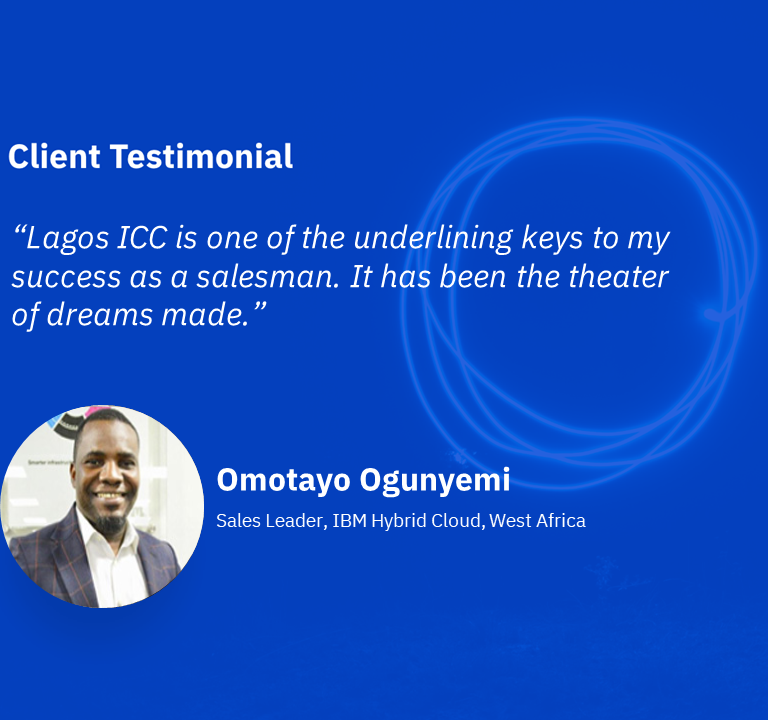 Client Testimonial
“Lagos ICC is one of the underlining keys to my
success as a salesman. It has been the theater
of dreams made.”
Omotayo Ogunyemi
Sales Leader, IBM Hybrid Cloud, West Africa